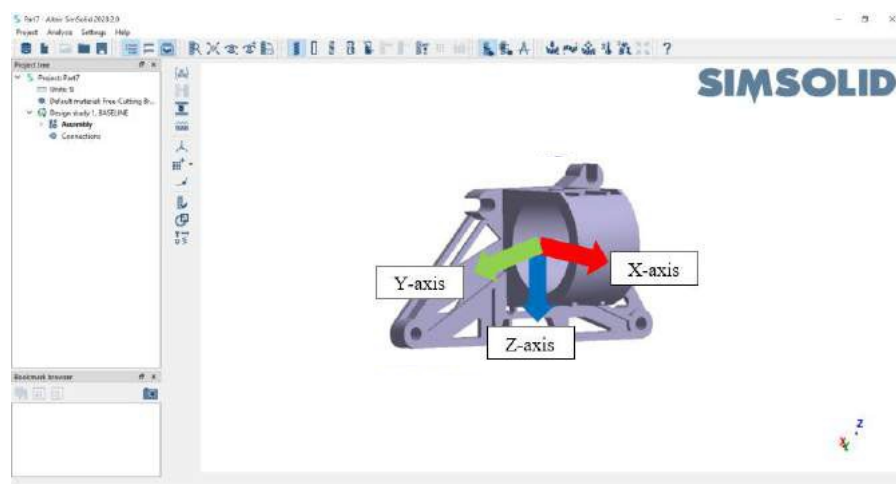 Part7 - Altair SimSolid 2023.2.0
Project Analysis Settings Help
Project tree
Project: Part7
Units: SI
Default material: Free-Cutting Br...
Design study 1, BASELINE
Assembly
Connections
SIMSOLID
X-axis
Y-axis
Z-axis
Bookmark browser
Z